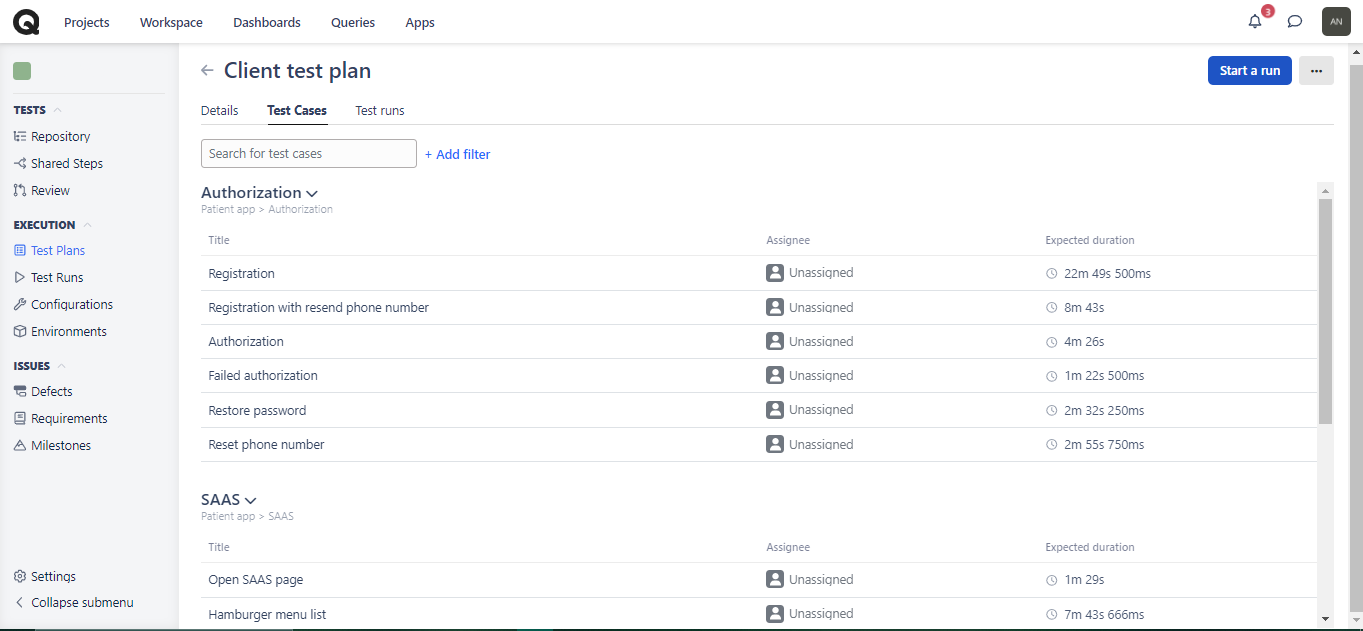 Projects Workspace Dashboards Queries Apps 3 AN
Client test plan Start a run ...
Details Test Cases Test runs
Search for test cases + Add filter
TESTS
Repository
Shared Steps
Review
EXECUTION
Test Plans
Test Runs
Configurations
Environments
ISSUES
Defects
Requirements
Milestones
Settings
Collapse submenu
Authorization
Patient app > Authorization
Title Assignee Expected duration
Registration Unassigned 22m 49s 500ms
Registration with resend phone number Unassigned 8m 43s
Authorization Unassigned 4m 26s
Failed authorization Unassigned 1m 22s 500ms
Restore password Unassigned 2m 32s 250ms
Reset phone number Unassigned 2m 55s 750ms
SAAS
Patient app > SAAS
Title Assignee Expected duration
Open SAAS page Unassigned 1m 29s
Hamburger menu list Unassigned 7m 43s 666ms